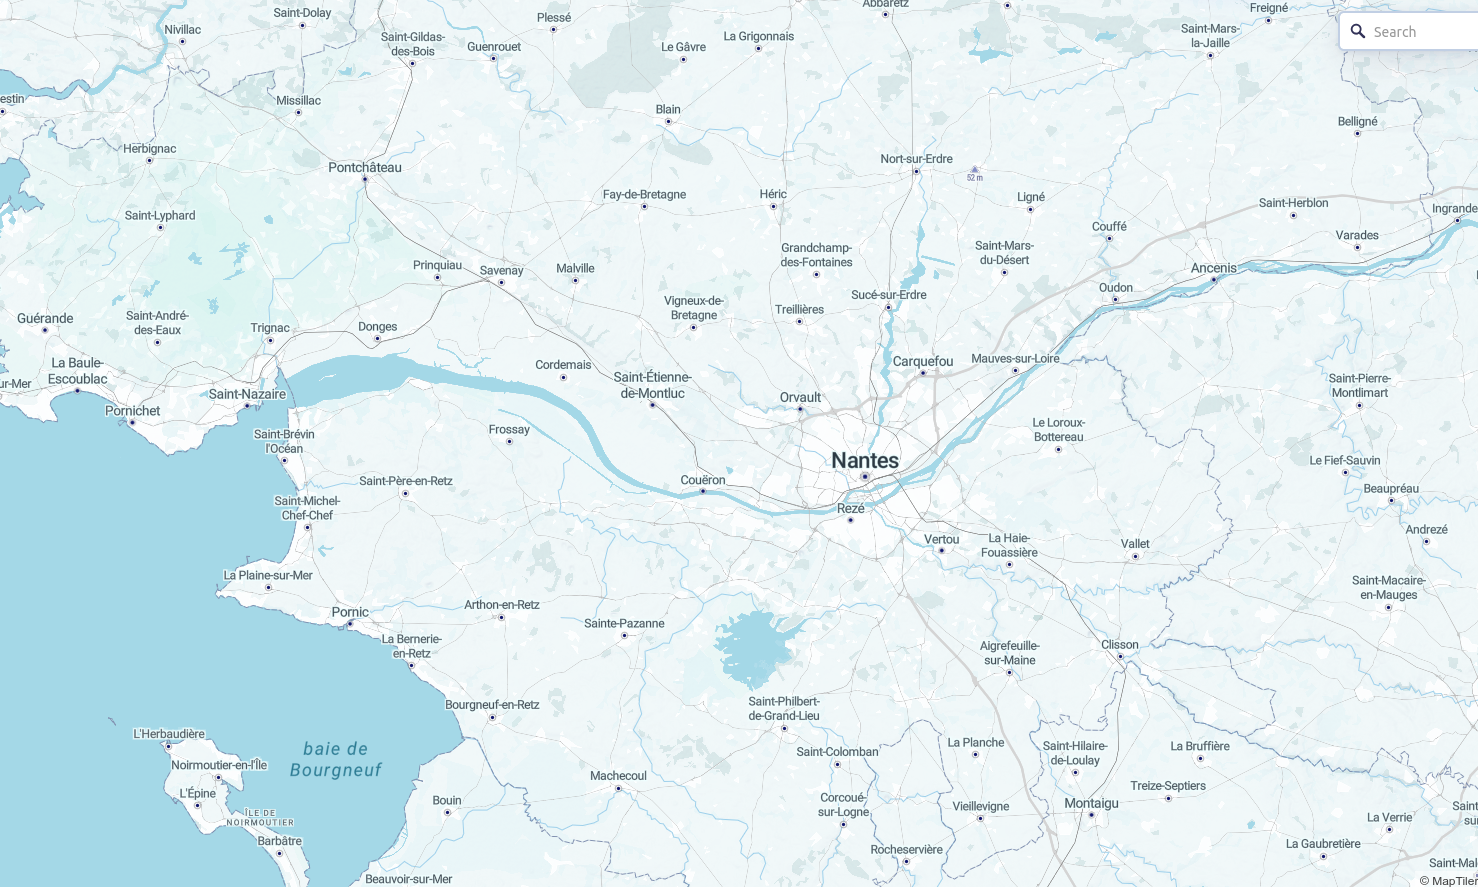 Saint-Dolay
Plessé
Abbaretz
Freigné
Nivillac
Saint-Gildas-
des-Bois
Guenrouet
Le Gâvre
La Grigonnais
Saint-Mars-
la-Jaille
Search
estin
Missillac
Blain
Belligné
Herbignac
Pontchâteau
Nort-sur-Erdre
52 m
Fay-de-Bretagne
Héric
Ligné
Saint-Herblon
Ingrande
Saint-Lyphard
Couffé
Varades
Grandchamp-
des-Fontaines
Saint-Mars-
du-Désert
Prinquiau
Savenay
Malville
Ancenis
Oudon
Sucé-sur-Erdre
Vigneux-de-
Bretagne
Treillières
Guérande
Saint-André-
des-Eaux
Trignac
Donges
La Baule-
Escoublac
Cordemais
Carquefou
Mauves-sur-Loire
ur-Mer
Saint-Nazaire
Saint-Étienne-
de-Montluc
Saint-Pierre-
Montlimart
Orvault
Pornichet
Saint-Brévin
l'Océan
Frossay
Le Loroux-
Bottereau
Nantes
Le Fief-Sauvin
Saint-Père-en-Retz
Couëron
Beaupréau
Saint-Michel-
Chef-Chef
Rezé
Andrezé
Vertou
La Haie-
Fouassière
Vallet
La Plaine-sur-Mer
Saint-Macaire-
en-Mauges
Pornic
Arthon-en-Retz
Sainte-Pazanne
La Bernerie-
en-Retz
Aigrefeuille-
sur-Maine
Clisson
Bourgneuf-en-Retz
Saint-Philbert-
de-Grand-Lieu
L'Herbaudière
baie de
Bourgneuf
Saint-Colomban
La Planche
Saint-Hilaire-
de-Loulay
La Bruffière
Noirmoutier-en-l'Île
Machecoul
Treize-Septiers
L'Épine
Bouin
Corcoué-
sur-Logne
Vieillevigne
Montaigu
Saint
su
ÎLE DE
NOIRMOUTIER
La Verrie
Barbâtre
Rocheservière
La Gaubretière
Saint-Mal
Beauvoir-sur-Mer
© MapTiler